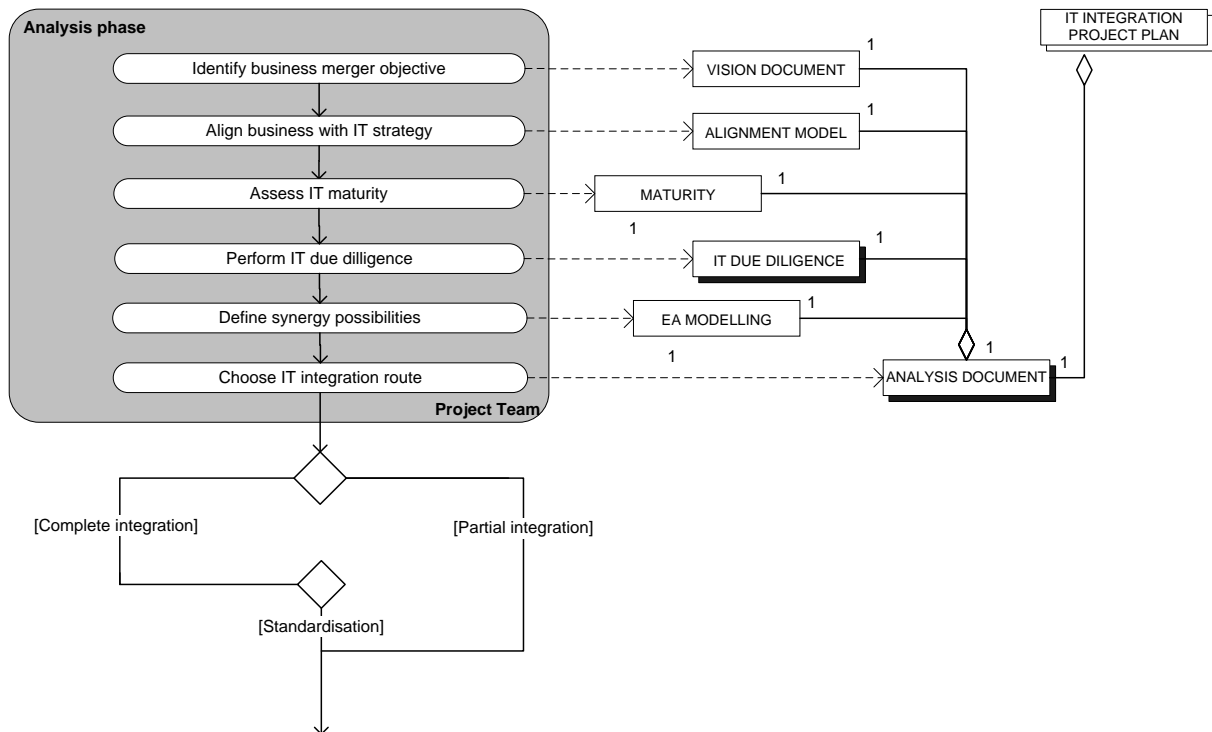 Analysis phase
IT INTEGRATION
PROJECT PLAN
1
Identify business merger objective
VISION DOCUMENT
1
Align business with IT strategy
ALIGNMENT MODEL
1
Assess IT maturity
MATURITY
1
1
Perform IT due dilligence
IT DUE DILIGENCE
1
Define synergy possibilities
EA MODELLING
1
1
1
1
Choose IT integration route
ANALYSIS DOCUMENT
Project Team
[Complete integration]
[Partial integration]
[Standardisation]